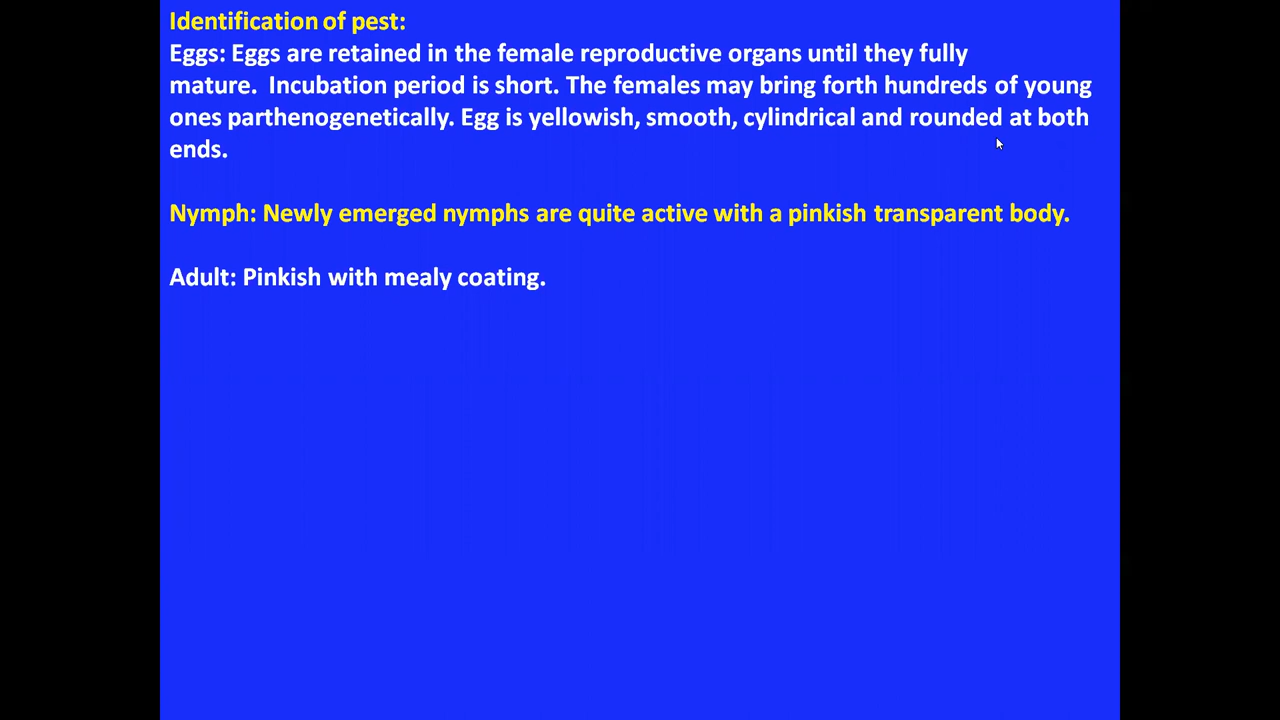 Identification of pest:
Eggs: Eggs are retained in the female reproductive organs until they fully
mature.  Incubation period is short. The females may bring forth hundreds of young
ones parthenogenetically. Egg is yellowish, smooth, cylindrical and rounded at both
ends.
Nymph: Newly emerged nymphs are quite active with a pinkish transparent body.
Adult: Pinkish with mealy coating.